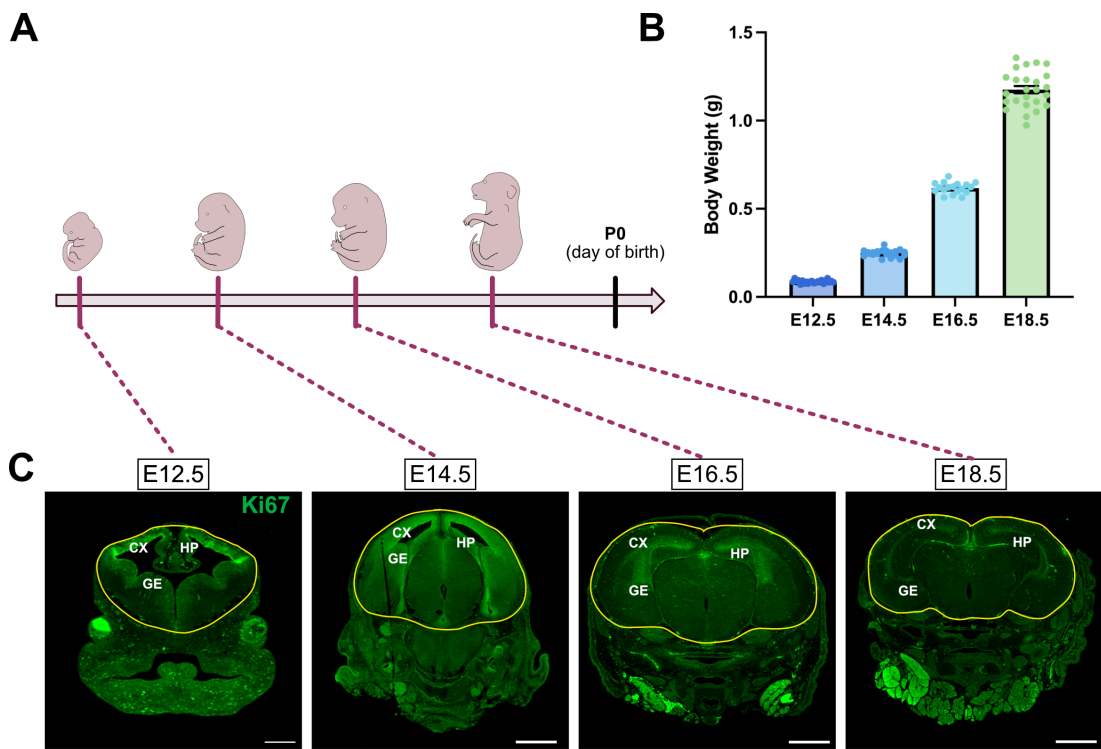 A
P0
(day of birth)
B
Body Weight (g)
1.5
1.0
0.5
0.0
E12.5
E14.5
E16.5
E18.5
C
E12.5
E14.5
E16.5
E18.5
Ki67
CX
HP
GE
CX
HP
GE
CX
HP
GE
CX
HP
GE